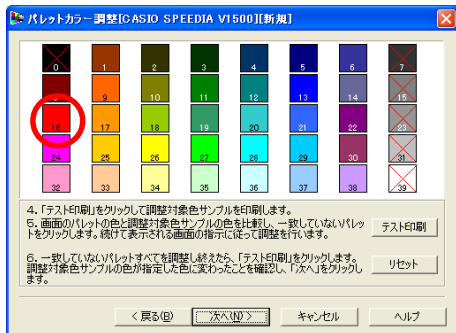 パレットカラー調整[CASIO SPEEDIA V1500][新規]
0 1 2 3 4 5 6 7
9 10 11 12 13 14 15
16 17 18 19 20 21 22 23
24 25 26 27 28 29 30 31
32 33 34 35 36 37 38 39
4.「テスト印刷」をクリックして調整対象色サンプルを印刷します。
5. 画面のパレットの色と調整対象色サンプルの色を比較し、一致していないパレッ
トをクリックします。続けて表示される画面の指示に従って調整を行います。
テスト印刷
6. 一致していないパレットすべてを調整し終えたら、「テスト印刷」をクリックします。
調整対象色サンプルの色が指定した色に変わったことを確認し、「次へ」をクリックし
ます。
リセット
< 戻る(B) 次へ(N) > キャンセル ヘルプ